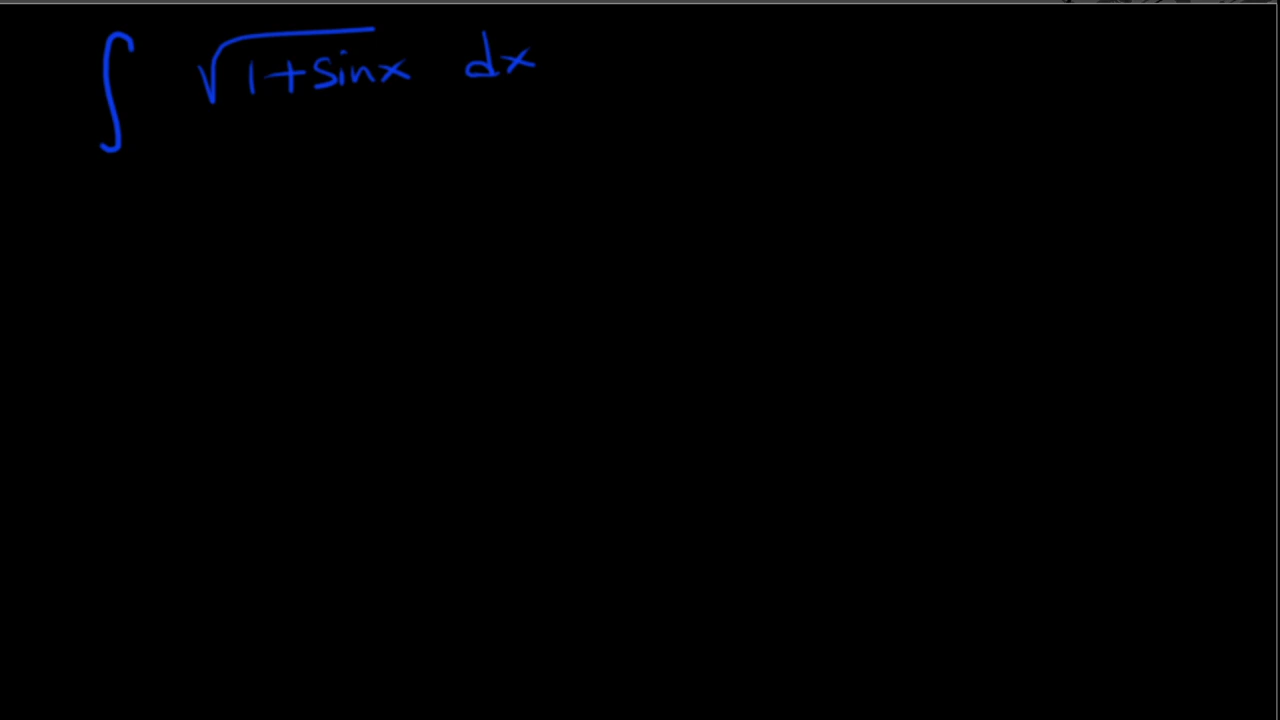 ∫ √1+sinx dx